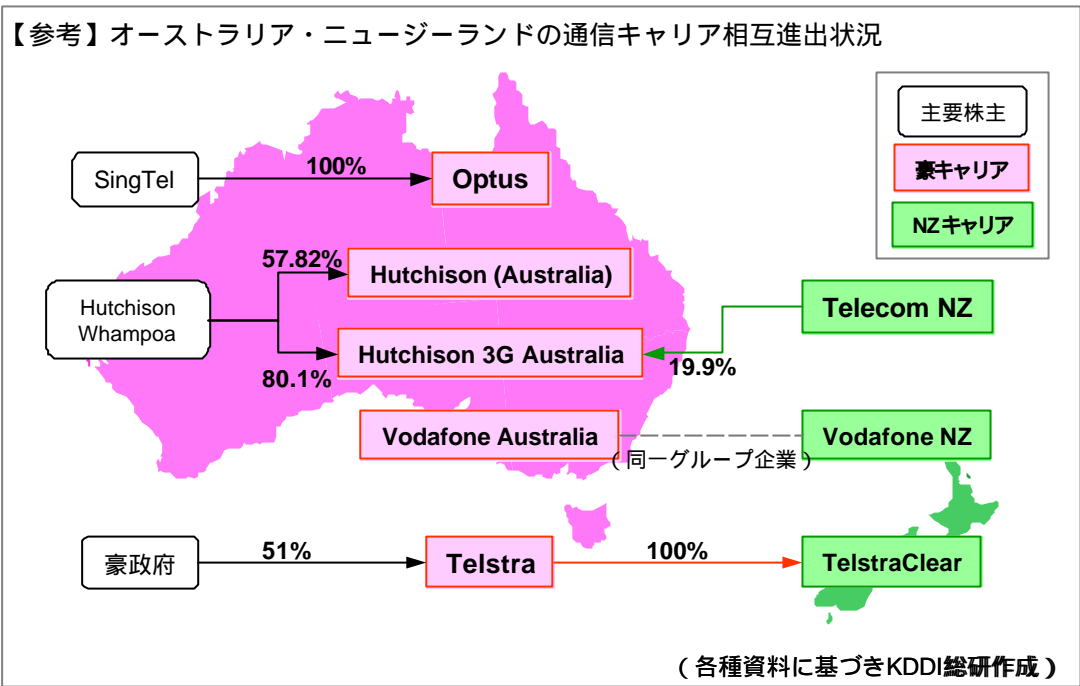 【参考】オーストラリア・ニュージーランドの通信キャリア相互進出状況
主要株主
豪キャリア
NZキャリア
SingTel
100%
Optus
57.82%
Hutchison (Australia)
Hutchison
Whampoa
Telecom NZ
Hutchison 3G Australia
19.9%
80.1%
Vodafone Australia
Vodafone NZ
(同一グループ企業)
豪政府
51%
Telstra
100%
TelstraClear
(各種資料に基づきKDDI総研作成)